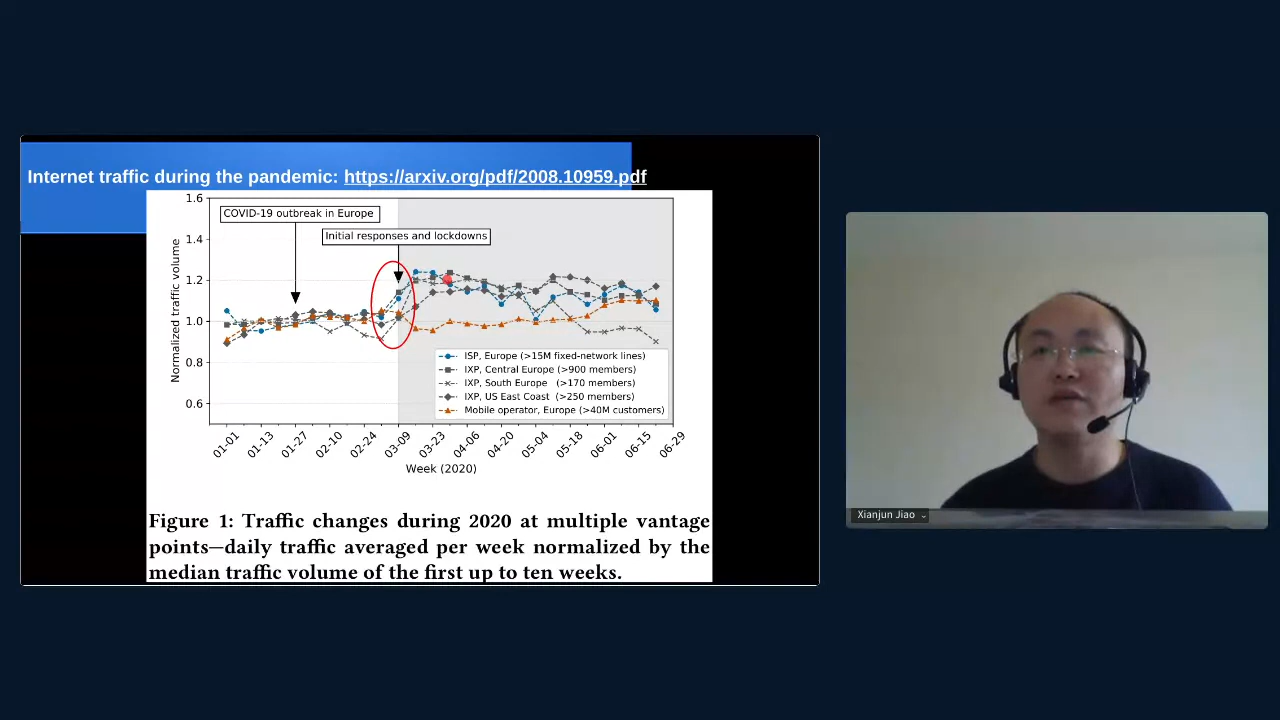 Internet traffic during the pandemic: https://arxiv.org/pdf/2008.10959.pdf
1.6
1.4
1.2
1.0
0.8
0.6
Normalized traffic volume
COVID-19 outbreak in Europe
Initial responses and lockdowns
ISP, Europe (>15M fixed-network lines)
IXP, Central Europe (>900 members)
IXP, South Europe (>170 members)
IXP, US East Coast (>250 members)
Mobile operator, Europe (>40M customers)
01-01 01-13 01-27 02-10 02-24 03-09 03-23 04-06 04-20 05-04 05-18 06-01 06-15 06-29
Week (2020)
Figure 1: Traffic changes during 2020 at multiple vantage
points—daily traffic averaged per week normalized by the
median traffic volume of the first up to ten weeks.
Xianjun Jiao